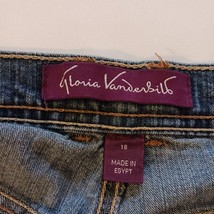 Gloria Vanderbilt
18
MADE IN
EGYPT